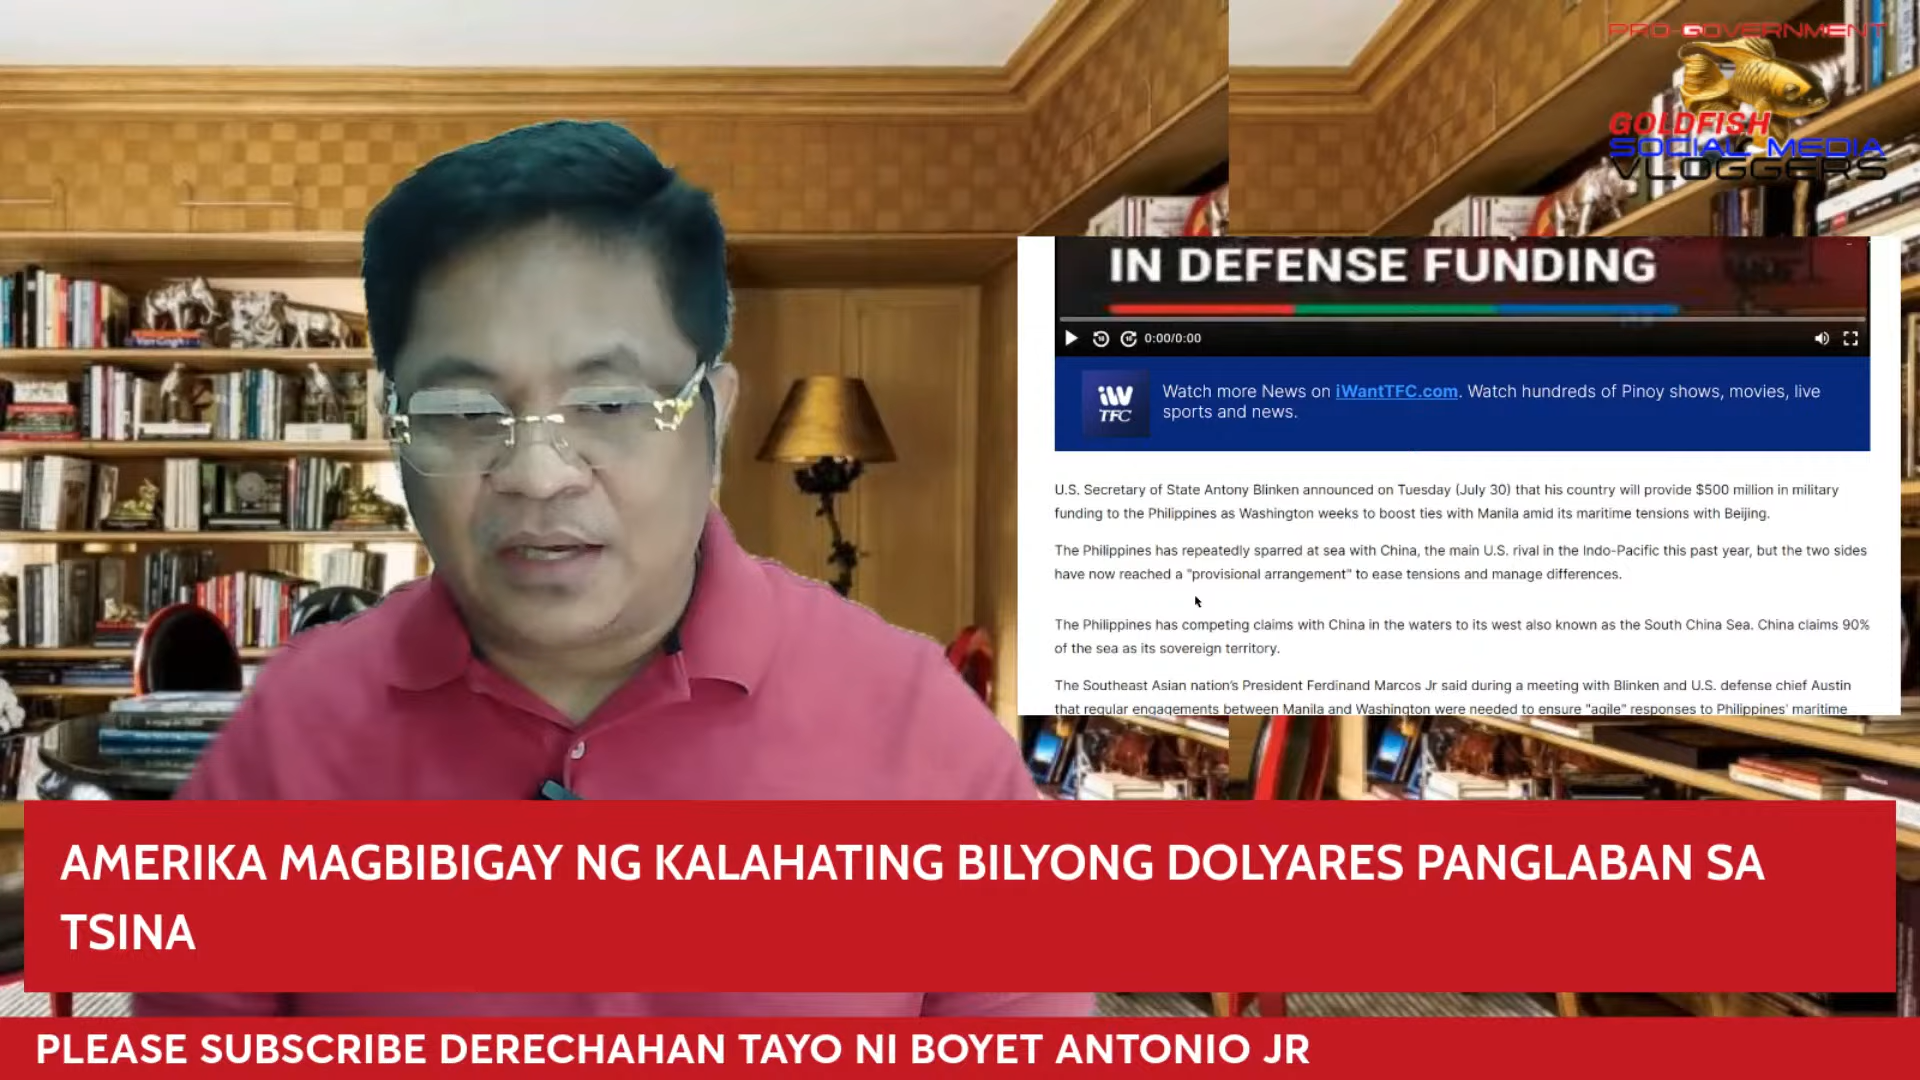 PRO-GOVERNMENT
GOLDFISH
SOCIAL MEDIA
VLOGGERS
IN DEFENSE FUNDING
0:00/0:00
iW
TFC
Watch more News on iWantTFC.com. Watch hundreds of Pinoy shows, movies, live
sports and news.
U.S. Secretary of State Antony Blinken announced on Tuesday (July 30) that his country will provide $500 million in military
funding to the Philippines as Washington weeks to boost ties with Manila amid its maritime tensions with Beijing.
The Philippines has repeatedly sparred at sea with China, the main U.S. rival in the Indo-Pacific this past year, but the two sides
have now reached a "provisional arrangement" to ease tensions and manage differences.
The Philippines has competing claims with China in the waters to its west also known as the South China Sea. China claims 90%
of the sea as its sovereign territory.
The Southeast Asian nation's President Ferdinand Marcos Jr said during a meeting with Blinken and U.S. defense chief Austin
that regular engagements between Manila and Washington were needed to ensure "agile" responses to Philippines' maritime
AMERIKA MAGBIBIGAY NG KALAHATING BILYONG DOLYARES PANGLABAN SA
TSINA
PLEASE SUBSCRIBE DERECHAHAN TAYO NI BOYET ANTONIO JR